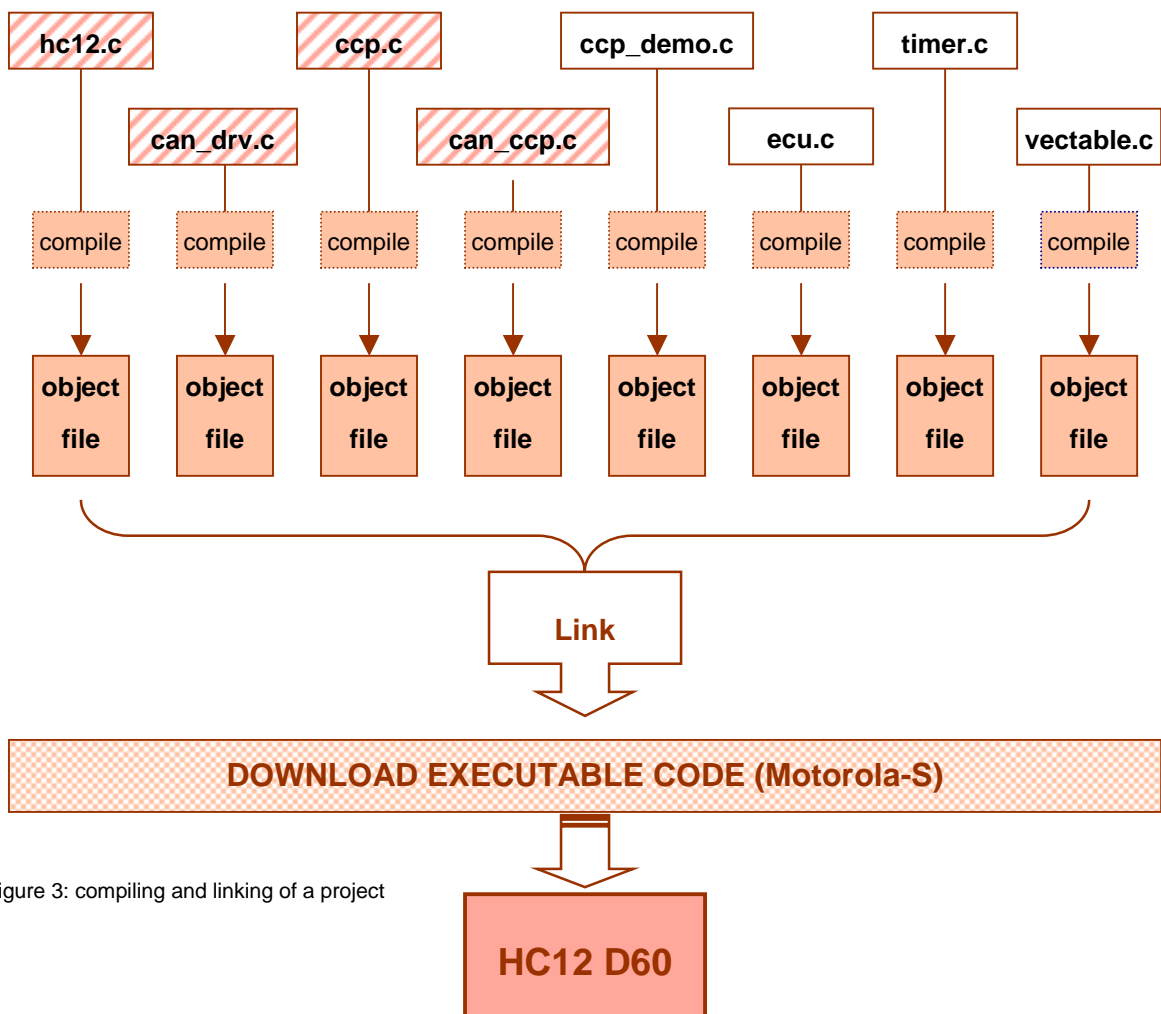 hc12.c ccp.c ccp_demo.c timer.c
can_drv.c can_ccp.c ecu.c vectable.c
compile compile compile compile compile compile compile compile
object object object object object object object object
file file file file file file file file
Link
DOWNLOAD EXECUTABLE CODE (Motorola-S)
igure 3: compiling and linking of a project
HC12 D60